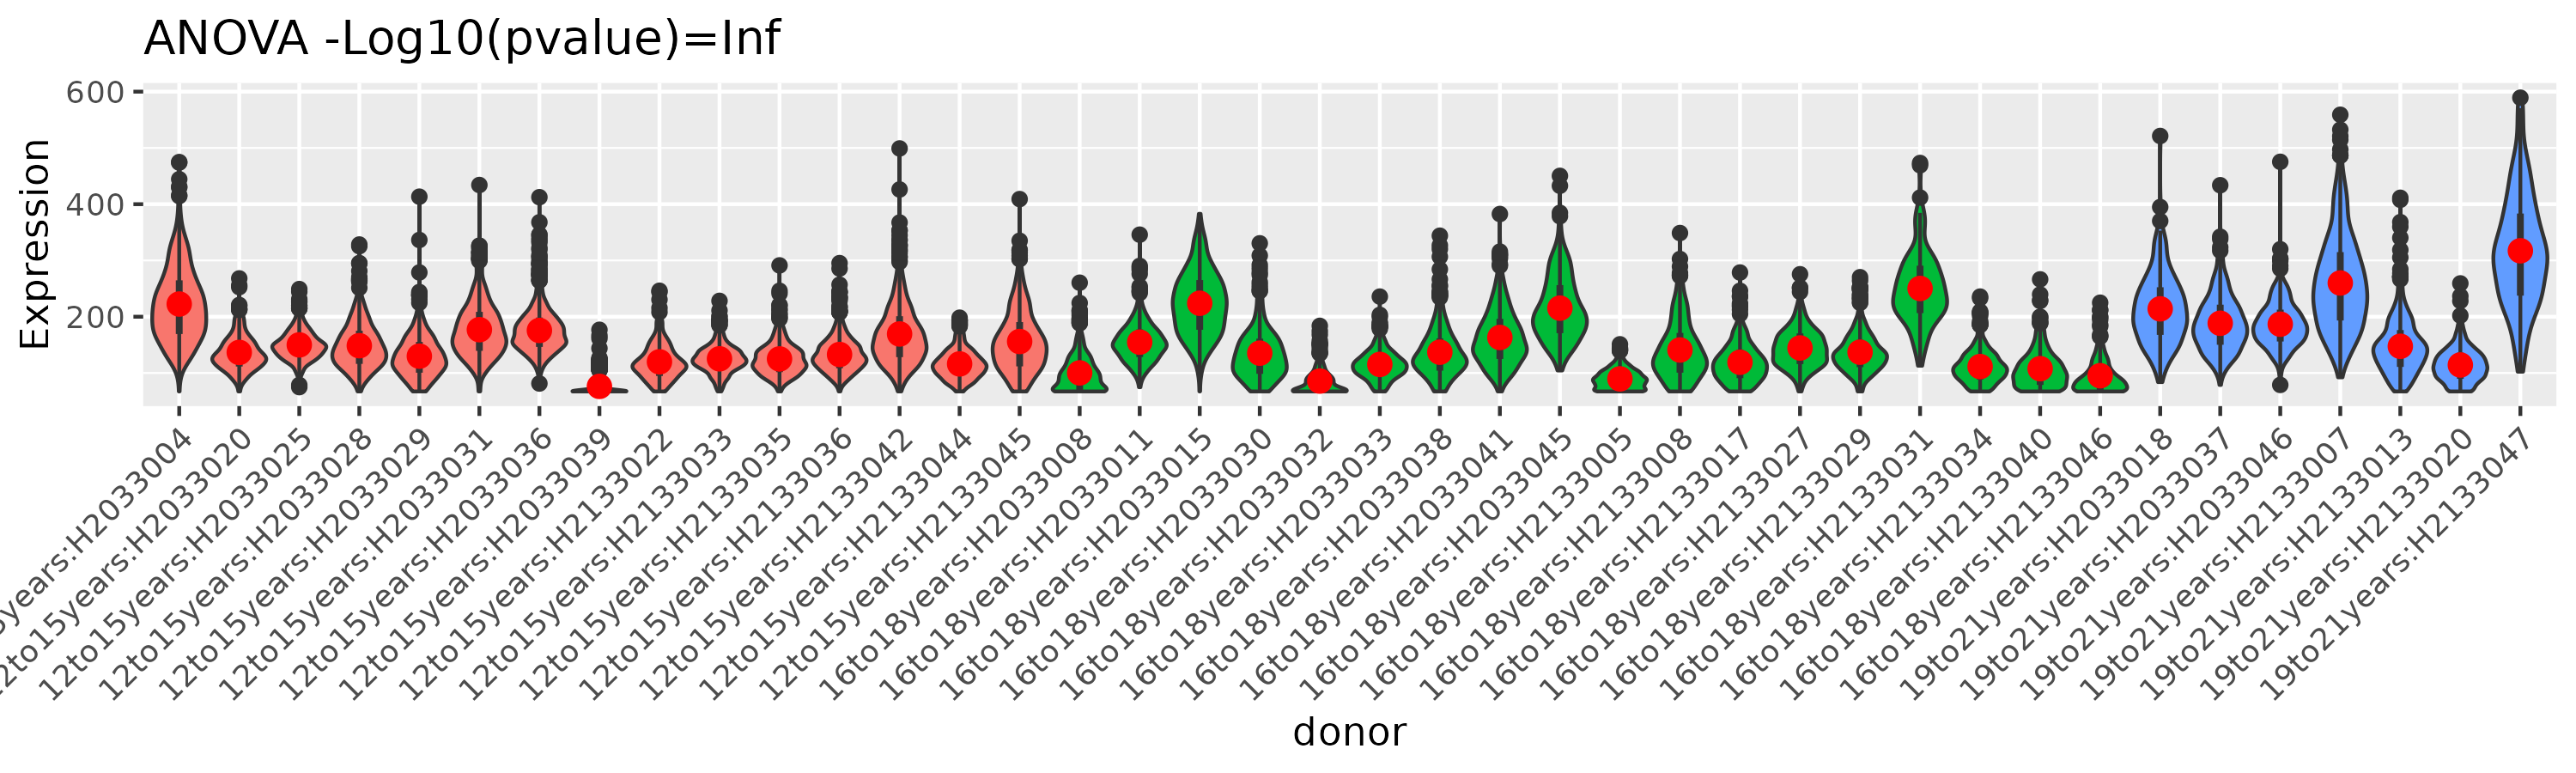 ANOVA -Log10(pvalue)=Inf
Expression
600
400
200
12to15years:H2033020
12to15years:H2033025
12to15years:H2033028
12to15years:H2033029
12to15years:H2033031
12to15years:H2033036
12to15years:H2033039
12to15years:H2133022
12to15years:H2133033
12to15years:H2133035
12to15years:H2133036
12to15years:H2133042
12to15years:H2133044
12to15years:H2133045
16to18years:H2033008
16to18years:H2033011
16to18years:H2033015
16to18years:H2033030
16to18years:H2033032
16to18years:H2033033
16to18years:H2033038
16to18years:H2033041
16to18years:H2033045
16to18years:H2133005
16to18years:H2133008
16to18years:H2133017
16to18years:H2133027
16to18years:H2133029
16to18years:H2133031
16to18years:H2133034
16to18years:H2133040
16to18years:H2133046
19to21years:H2033018
19to21years:H2033037
19to21years:H2033046
19to21years:H2133007
19to21years:H2133013
19to21years:H2133020
19to21years:H2133047
donor